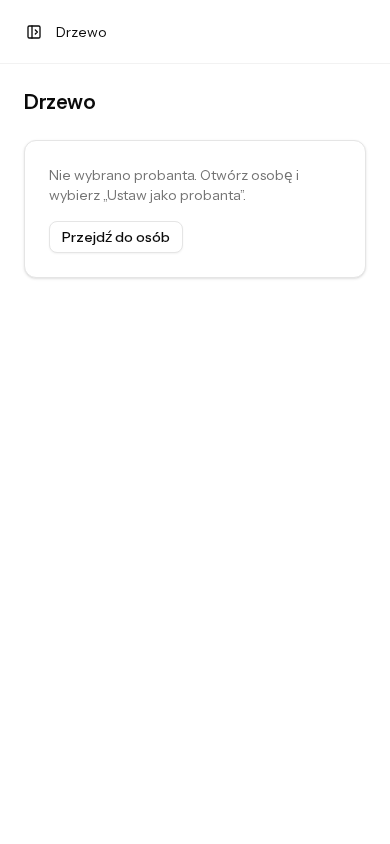 Drzewo
Drzewo
Nie wybrano probanta. Otwórz osobę i
wybierz „Ustaw jako probanta”.
Przejdź do osób